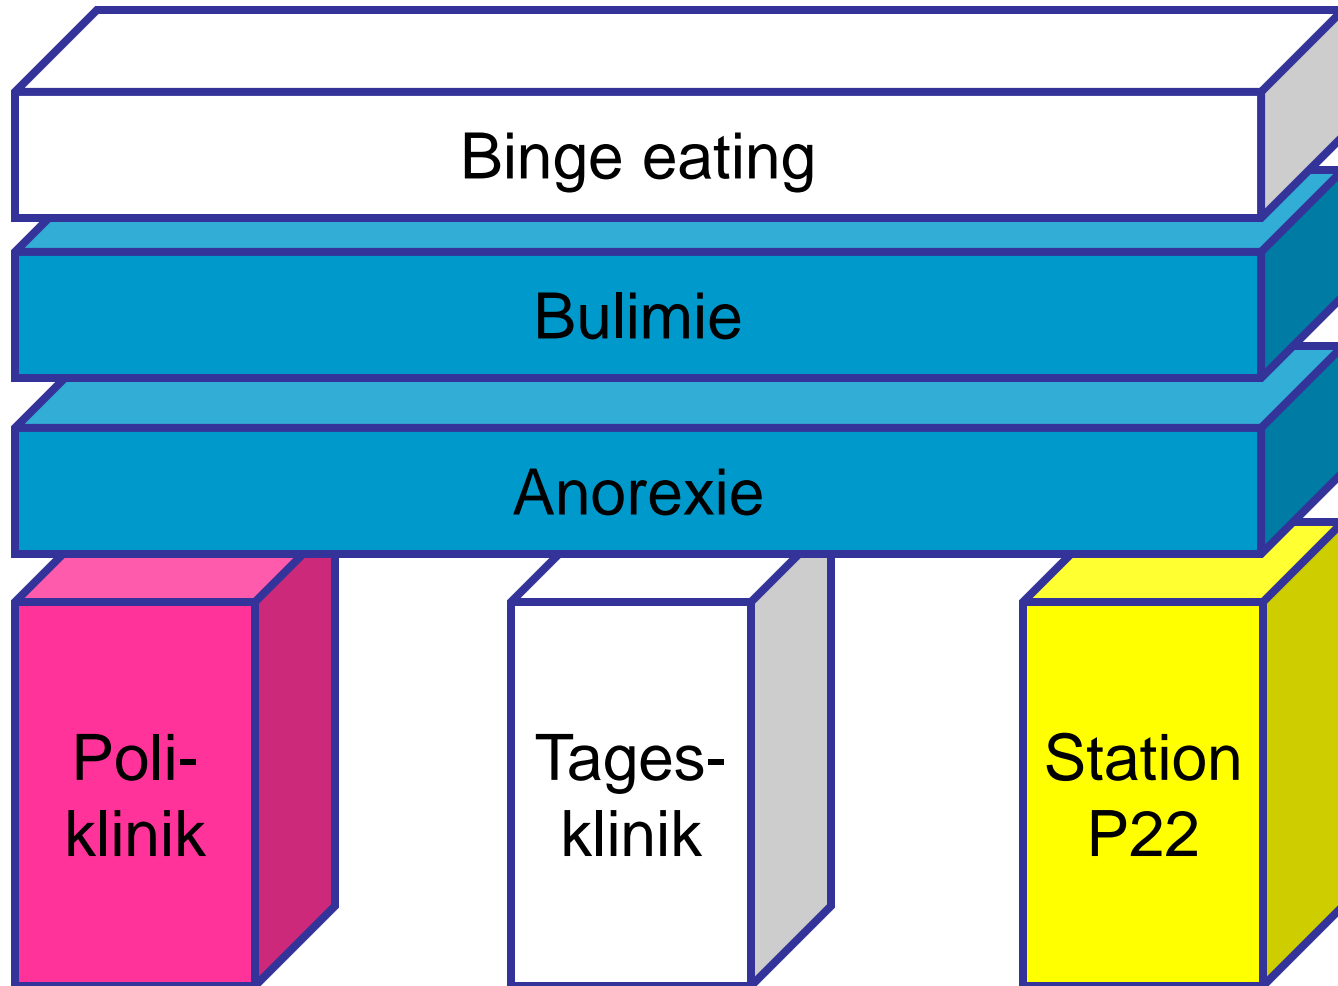 Binge eating
Bulimie
Anorexie
Poli-
klinik
Tages-
klinik
Station
P22